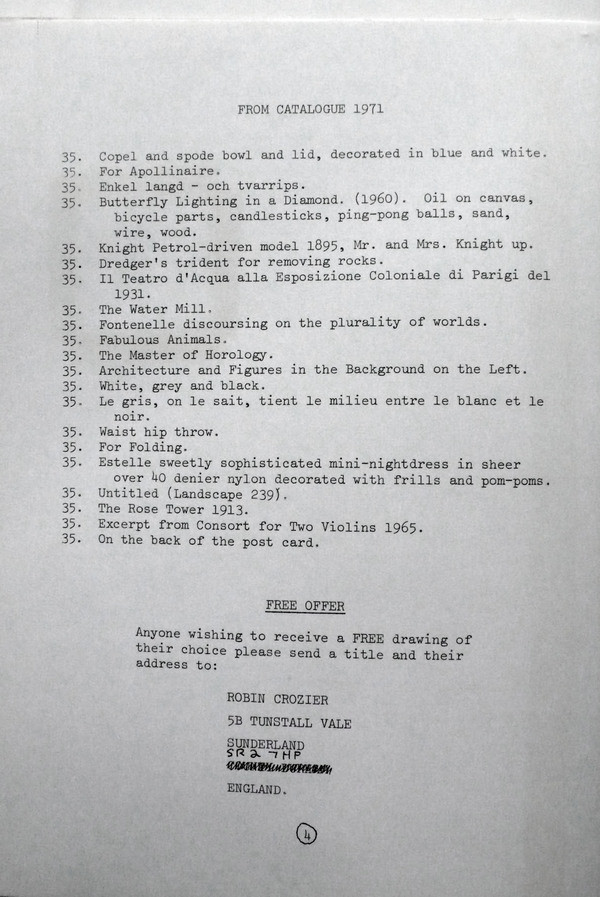 FROM CATALOGUE 1971
35. Copel and spode bowl and lid, decorated in blue and white.
35. For Apollinaire.
35. Enkel langd - och tvarrips.
35. Butterfly Lighting in a Diamond. (1960). Oil on canvas,
bicycle parts, candlesticks, ping-pong balls, sand,
wire, wood.
35. Knight Petrol-driven model 1895, Mr. and Mrs. Knight up.
35. Dredger's trident for removing rocks.
35. Il Teatro d'Acqua alla Esposizione Coloniale di Parigi del
1931.
35. The Water Mill.
35. Fontenelle discoursing on the plurality of worlds.
35. Fabulous Animals.
35. The Master of Horology.
35. Architecture and Figures in the Background on the Left.
35. White, grey and black.
35. Le gris, on le sait, tient le milieu entre le blanc et le
noir.
35. Waist hip throw.
35. For Folding.
35. Estelle sweetly sophisticated mini-nightdress in sheer
over 40 denier nylon decorated with frills and pom-poms.
35. Untitled (Landscape 239).
35. The Rose Tower 1913.
35. Excerpt from Consort for Two Violins 1965.
35. On the back of the post card.
FREE OFFER
Anyone wishing to receive a FREE drawing of
their choice please send a title and their
address to:
ROBIN CROZIER
5B TUNSTALL VALE
SUNDERLAND
SR2 7HP
ENGLAND.
4